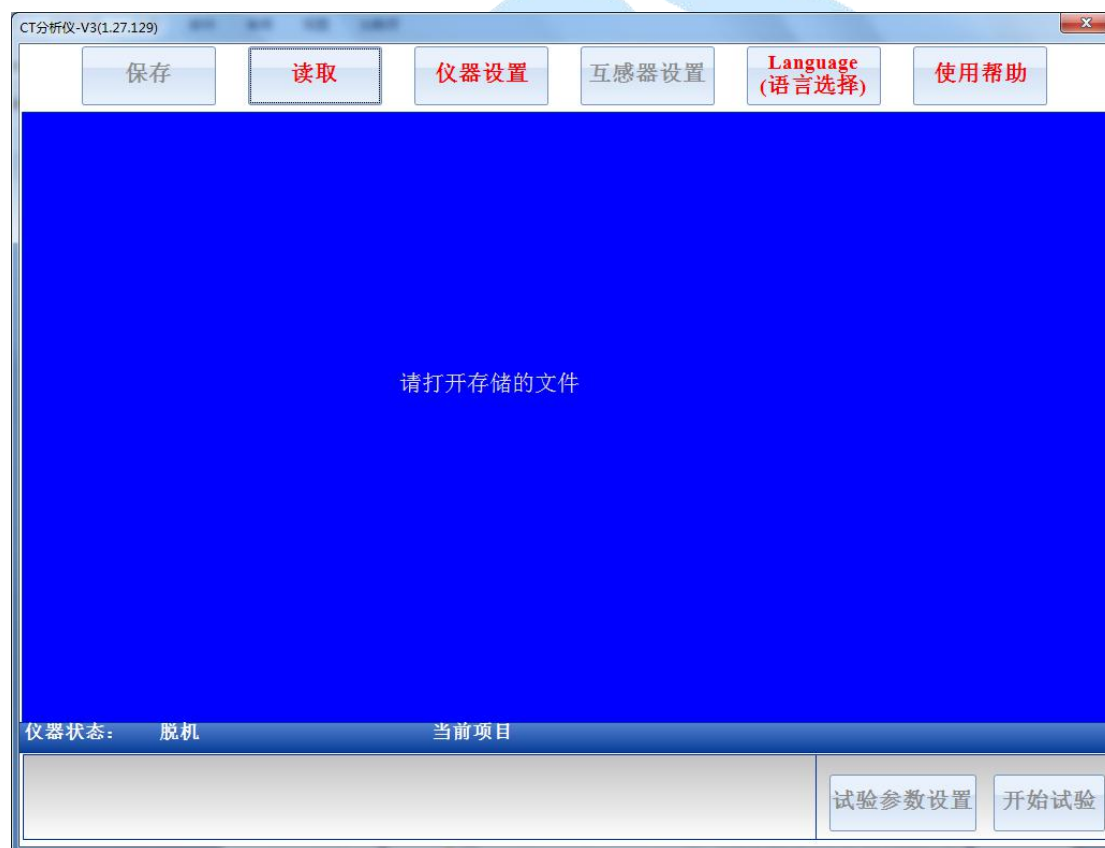 CT分析仪-V3(1.27.129)
保存
读取
仪器设置
互感器设置
Language
(语言选择)
使用帮助
请打开存储的文件
仪器状态： 脱机 当前项目
试验参数设置
开始试验